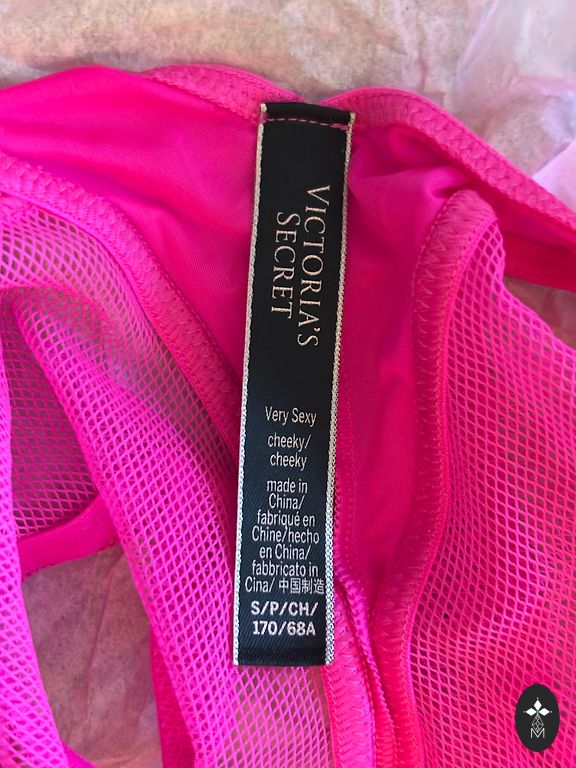 VICTORIA'S
SECRET
Very Sexy
cheeky/
cheeky
made in
China/
fabriqué en
Chine/hecho
en China/
fabbricato in
Cina/ 中国制造
S/P/CH/
170/68A
M